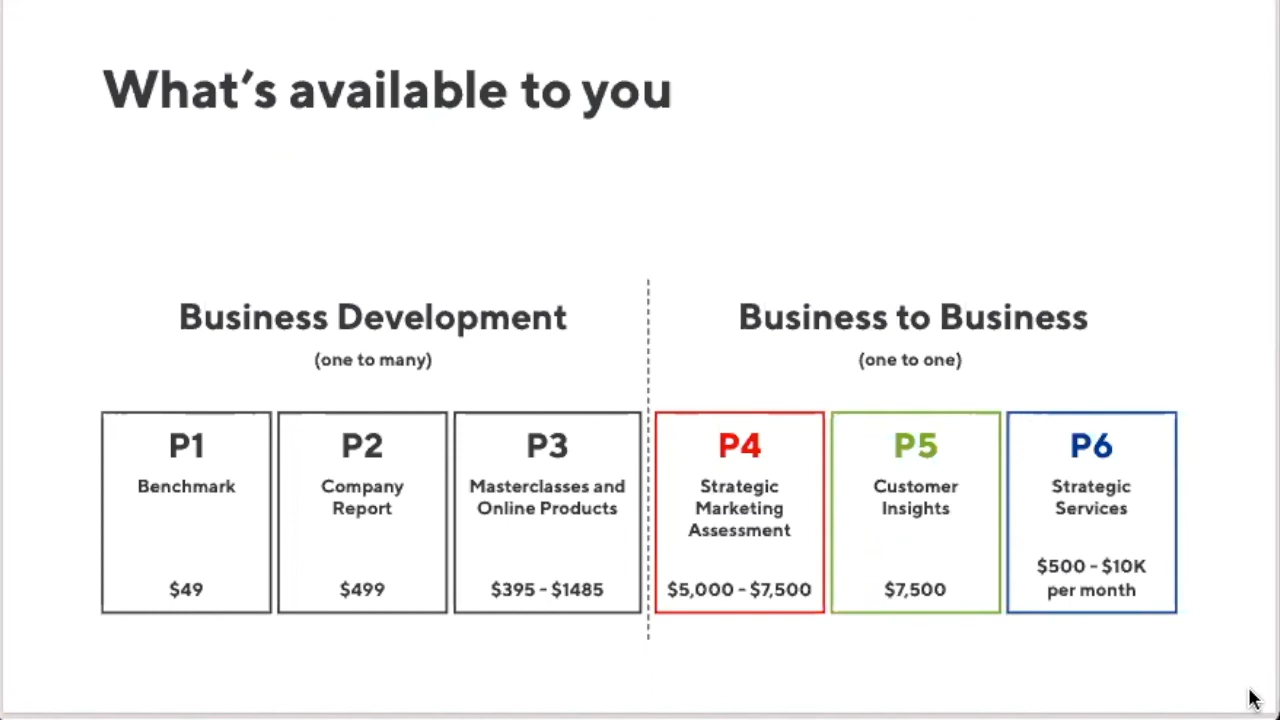 What’s available to you
Business Development
(one to many)
Business to Business
(one to one)
P1
Benchmark
$49
P2
Company
Report
$499
P3
Masterclasses and
Online Products
$395 - $1485
P4
Strategic
Marketing
Assessment
$5,000 - $7,500
P5
Customer
Insights
$7,500
P6
Strategic
Services
$500 - $10K
per month